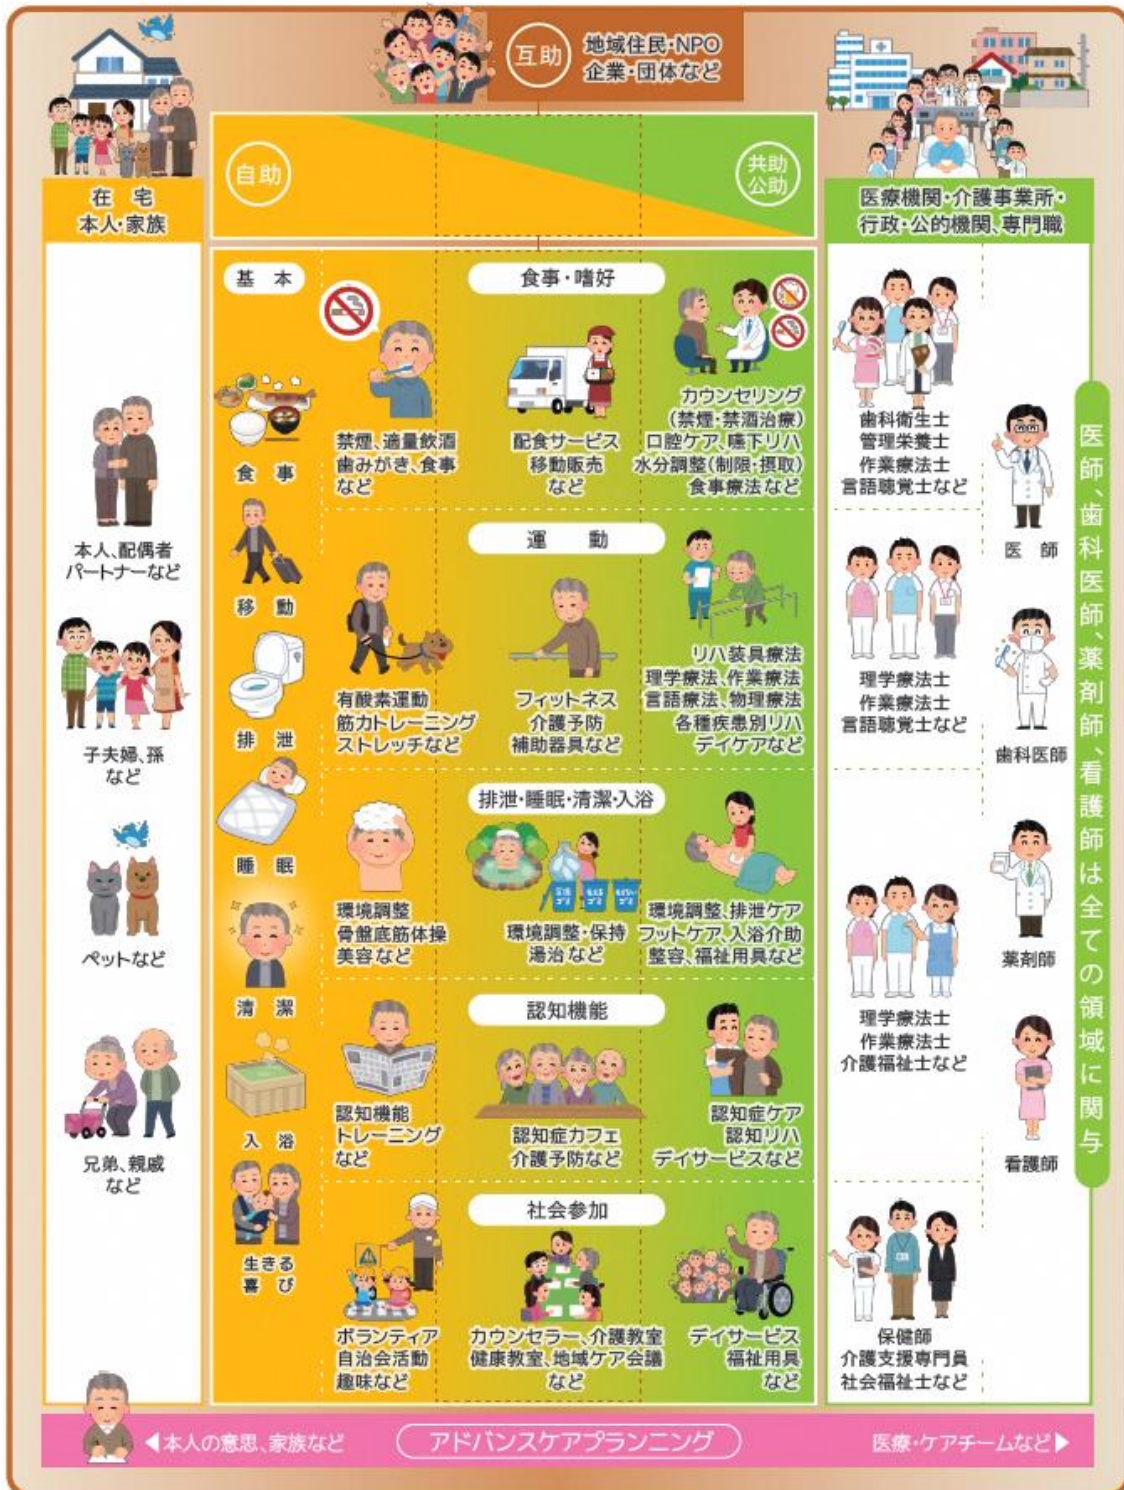 互助
地域住民・NPO
企業・団体など
自助
共助
公助
在 宅
本人・家族
医療機関・介護事業所・
行政・公的機関、専門職
本人、配偶者
パートナーなど
子夫婦、孫
など
ペットなど
兄弟、親戚
など
基 本
食 事
移 動
排 泄
睡 眠
清 潔
入 浴
生きる
喜 び
食事・嗜好
禁煙、適量飲酒
歯みがき、食事
など
配食サービス
移動販売
など
カウンセリング
(禁煙・禁酒治療)
口腔ケア、嚥下リハ
水分調整(制限・摂取)
食事療法など
運 動
有酸素運動
筋力トレーニング
ストレッチなど
フィットネス
介護予防
補助器具など
リハ装具療法
理学療法、作業療法
言語療法、物理療法
各種疾患別リハ
デイケアなど
排泄・睡眠・清潔・入浴
環境調整
骨盤底筋体操
美容など
環境調整・保持
湯治など
環境調整、排泄ケア
フットケア、入浴介助
整容、福祉用具など
認知機能
認知機能
トレーニング
など
認知症カフェ
介護予防など
認知症ケア
認知リハ
デイサービスなど
社会参加
ボランティア
自治会活動
趣味など
カウンセラー、介護教室
健康教室、地域ケア会議
など
デイサービス
福祉用具
など
歯科衛生士
管理栄養士
作業療法士
言語聴覚士など
理学療法士
作業療法士
言語聴覚士など
理学療法士
作業療法士
介護福祉士など
保健師
介護支援専門員
社会福祉士など
医 師
歯科医師
薬剤師
看護師
医師、歯科医師、薬剤師、看護師は全ての領域に関与
◀本人の意思、家族など
アドバンスケアプランニング
医療・ケアチームなど▶